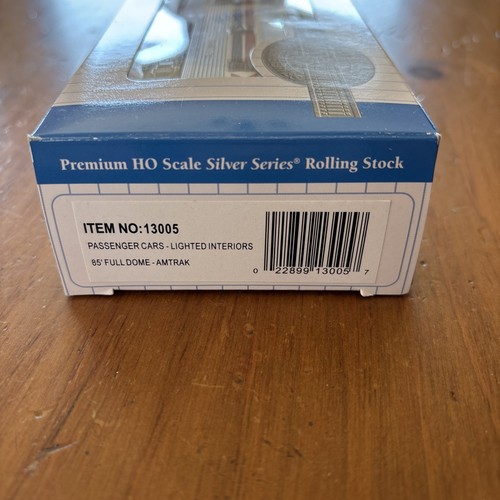 Premium HO Scale Silver Series® Rolling Stock
ITEM NO:13005
PASSENGER CARS - LIGHTED INTERIORS
85' FULL DOME - AMTRAK
0 22899 13005 7